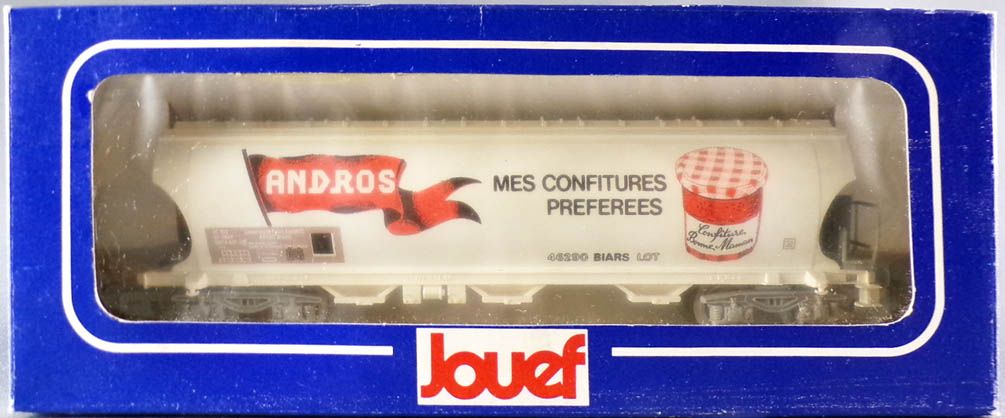 ANDROS
MES CONFITURES
PREFEREES
Confiture
Bonne Maman
46290 BIARS LOT
Jouef